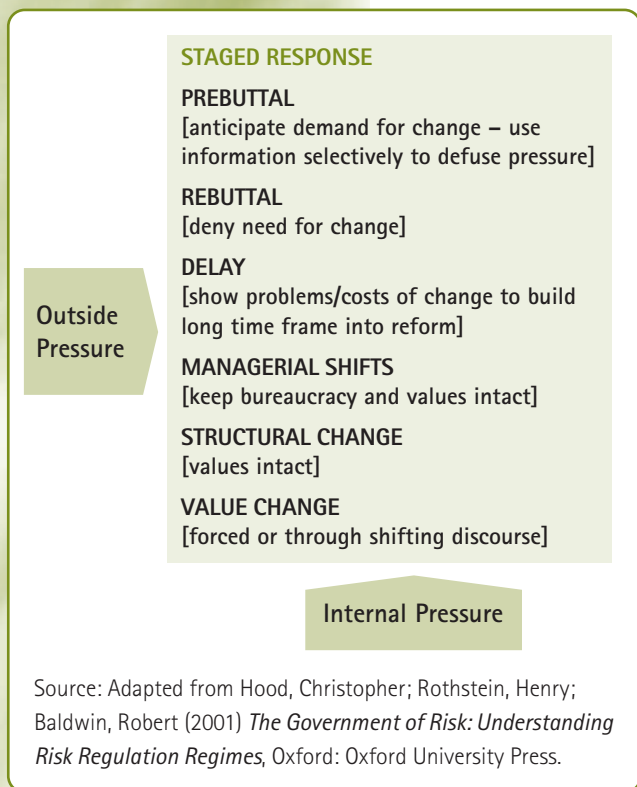 STAGED RESPONSE
PREBUTTAL
[anticipate demand for change – use
information selectively to defuse pressure]
REBUTTAL
[deny need for change]
DELAY
[show problems/costs of change to build
long time frame into reform]
MANAGERIAL SHIFTS
[keep bureaucracy and values intact]
STRUCTURAL CHANGE
[values intact]
VALUE CHANGE
[forced or through shifting discourse]
Outside
Pressure
Internal Pressure
Source: Adapted from Hood, Christopher; Rothstein, Henry;
Baldwin, Robert (2001) The Government of Risk: Understanding
Risk Regulation Regimes, Oxford: Oxford University Press.